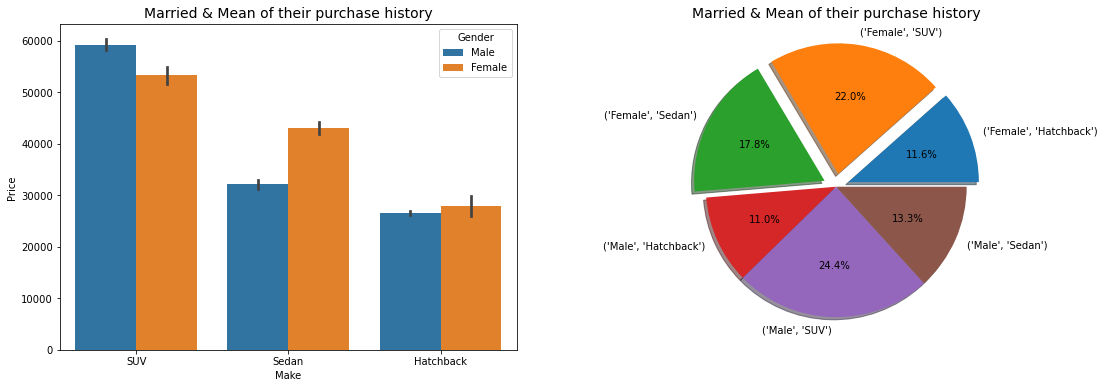 Married & Mean of their purchase history
Price
60000
50000
40000
30000
20000
10000
0
Gender
Male
Female
SUV
Sedan
Hatchback
Make
Married & Mean of their purchase history
('Female', 'SUV')
22.0%
('Female', 'Sedan')
17.8%
('Female', 'Hatchback')
11.6%
('Male', 'Hatchback')
11.0%
('Male', 'Sedan')
13.3%
24.4%
('Male', 'SUV')